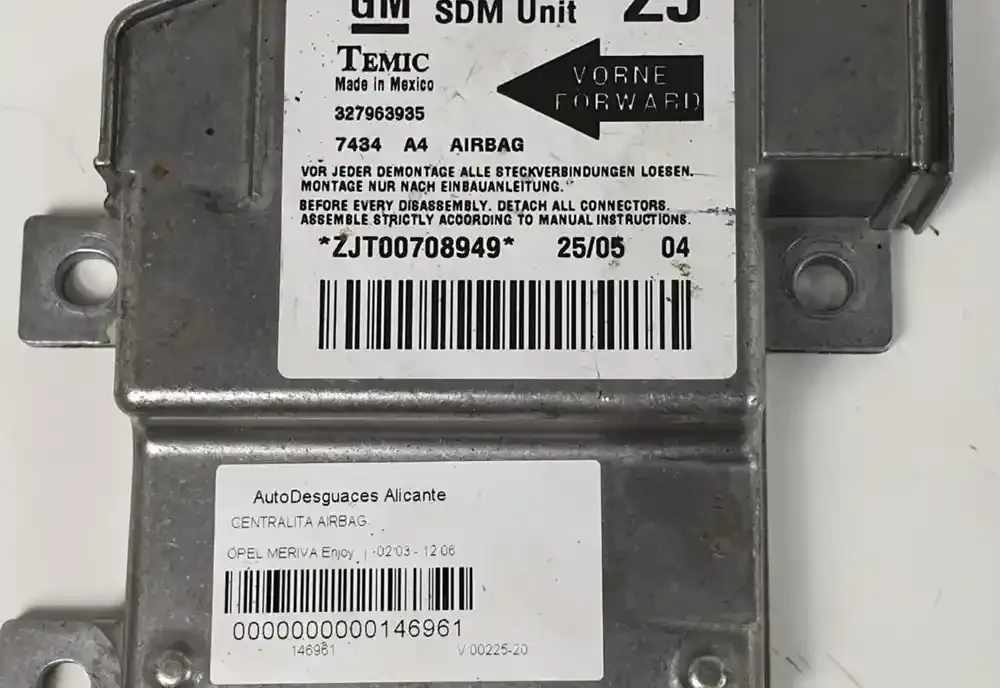 GM SDM Unit ZJ
TEMIC
Made in Mexico
VORNE
FORWARD
327963935
7434 A4 AIRBAG
VOR JEDER DEMONTAGE ALLE STECKVERBINDUNGEN LOESEN.
MONTAGE NUR NACH EINBAUANLEITUNG.
BEFORE EVERY DISASSEMBLY. DETACH ALL CONNECTORS.
ASSEMBLE STRICTLY ACCORDING TO MANUAL INSTRUCTIONS.
*ZJT00708949* 25/05 04
AutoDesguaces Alicante
CENTRALITA AIRBAG
OPEL MERIVA Enjoy | 02.03 - 12.06
0000000000146961
146961 V:00225-20